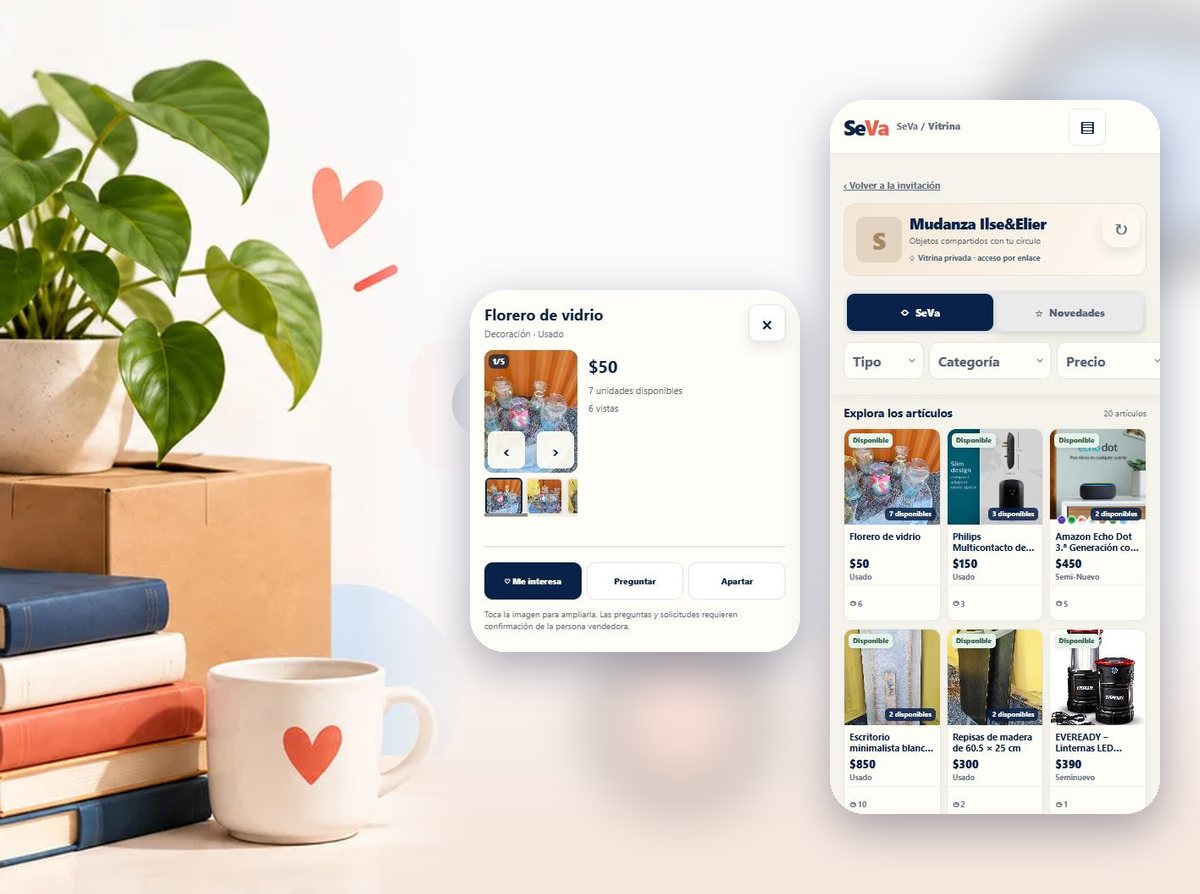 Florero de vidrio
Decoración · Usado
1/5
$50
7 unidades disponibles
6 vistas
Me interesa
Preguntar
Apartar
Toca la imagen para ampliarla. Las preguntas y solicitudes requieren
confirmación de la persona vendedora.
SeVa
SeVa / Vitrina
‹ Volver a la invitación
S
Mudanza Ilse&Elier
Objetos compartidos con tu círculo
Vitrina privada · acceso por enlace
SeVa
Novedades
Tipo
Categoría
Precio
Explora los artículos
20 artículos
Disponible
7 disponibles
Florero de vidrio
$50
Usado
6
Disponible
Slim
design
3 disponibles
Philips
Multicontacto de...
$150
Usado
3
Disponible
echo dot
2 disponibles
Amazon Echo Dot
3.ª Generación co...
$450
Semi-Nuevo
5
Disponible
2 disponibles
Escritorio
minimalista blanc...
$850
Usado
10
Disponible
2 disponibles
Repisas de madera
de 60.5 × 25 cm
$300
Usado
2
Disponible
EVEREADY –
Linternas LED...
$390
Seminuevo
1